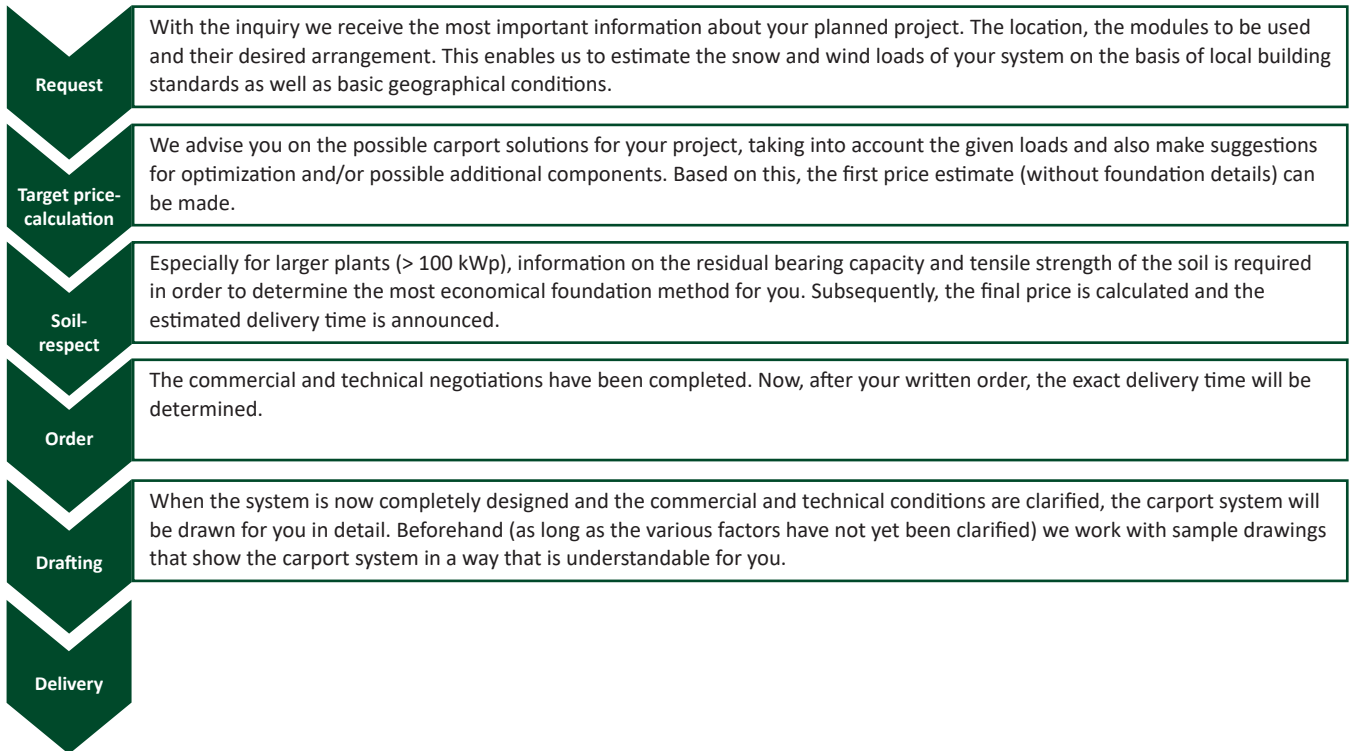 Request
With the inquiry we receive the most important information about your planned project. The location, the modules to be used
and their desired arrangement. This enables us to estimate the snow and wind loads of your system on the basis of local building
standards as well as basic geographical conditions.
Target price-
calculation
We advise you on the possible carport solutions for your project, taking into account the given loads and also make suggestions
for optimization and/or possible additional components. Based on this, the first price estimate (without foundation details) can
be made.
Soil-
respect
Especially for larger plants (> 100 kWp), information on the residual bearing capacity and tensile strength of the soil is required
in order to determine the most economical foundation method for you. Subsequently, the final price is calculated and the
estimated delivery time is announced.
Order
The commercial and technical negotiations have been completed. Now, after your written order, the exact delivery time will be
determined.
Drafting
When the system is now completely designed and the commercial and technical conditions are clarified, the carport system will
be drawn for you in detail. Beforehand (as long as the various factors have not yet been clarified) we work with sample drawings
that show the carport system in a way that is understandable for you.
Delivery